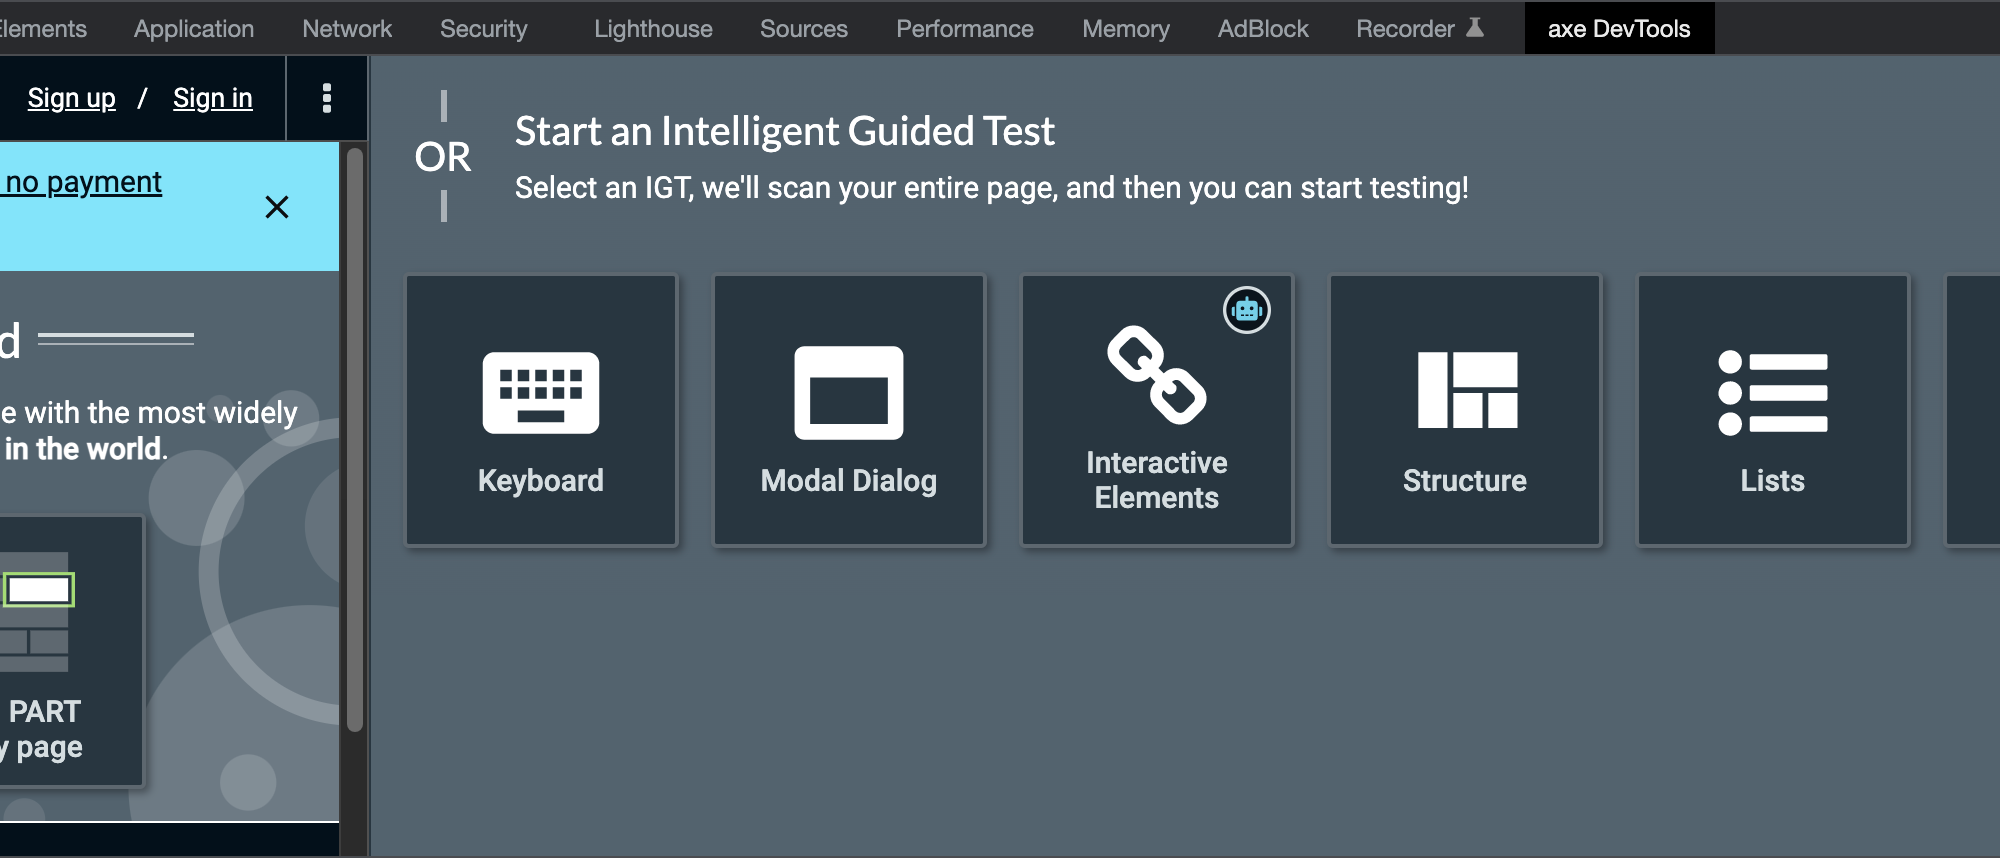 Elements Application Network Security Lighthouse Sources Performance Memory AdBlock Recorder axe DevTools
Sign up / Sign in
no payment
d
e with the most widely
in the world.
PART
y page
OR
Start an Intelligent Guided Test
Select an IGT, we'll scan your entire page, and then you can start testing!
Keyboard
Modal Dialog
Interactive
Elements
Structure
Lists